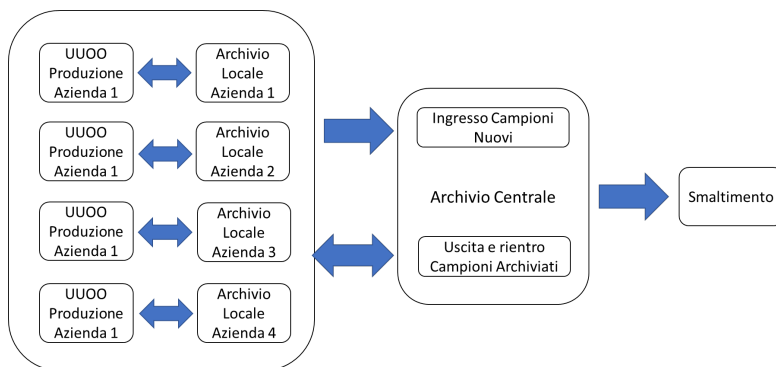 UUOO
Produzione
Azienda 1
Archivio
Locale
Azienda 1
UUOO
Produzione
Azienda 1
Archivio
Locale
Azienda 2
UUOO
Produzione
Azienda 1
Archivio
Locale
Azienda 3
UUOO
Produzione
Azienda 1
Archivio
Locale
Azienda 4
Ingresso Campioni
Nuovi
Archivio Centrale
Uscita e rientro
Campioni Archiviati
Smaltimento